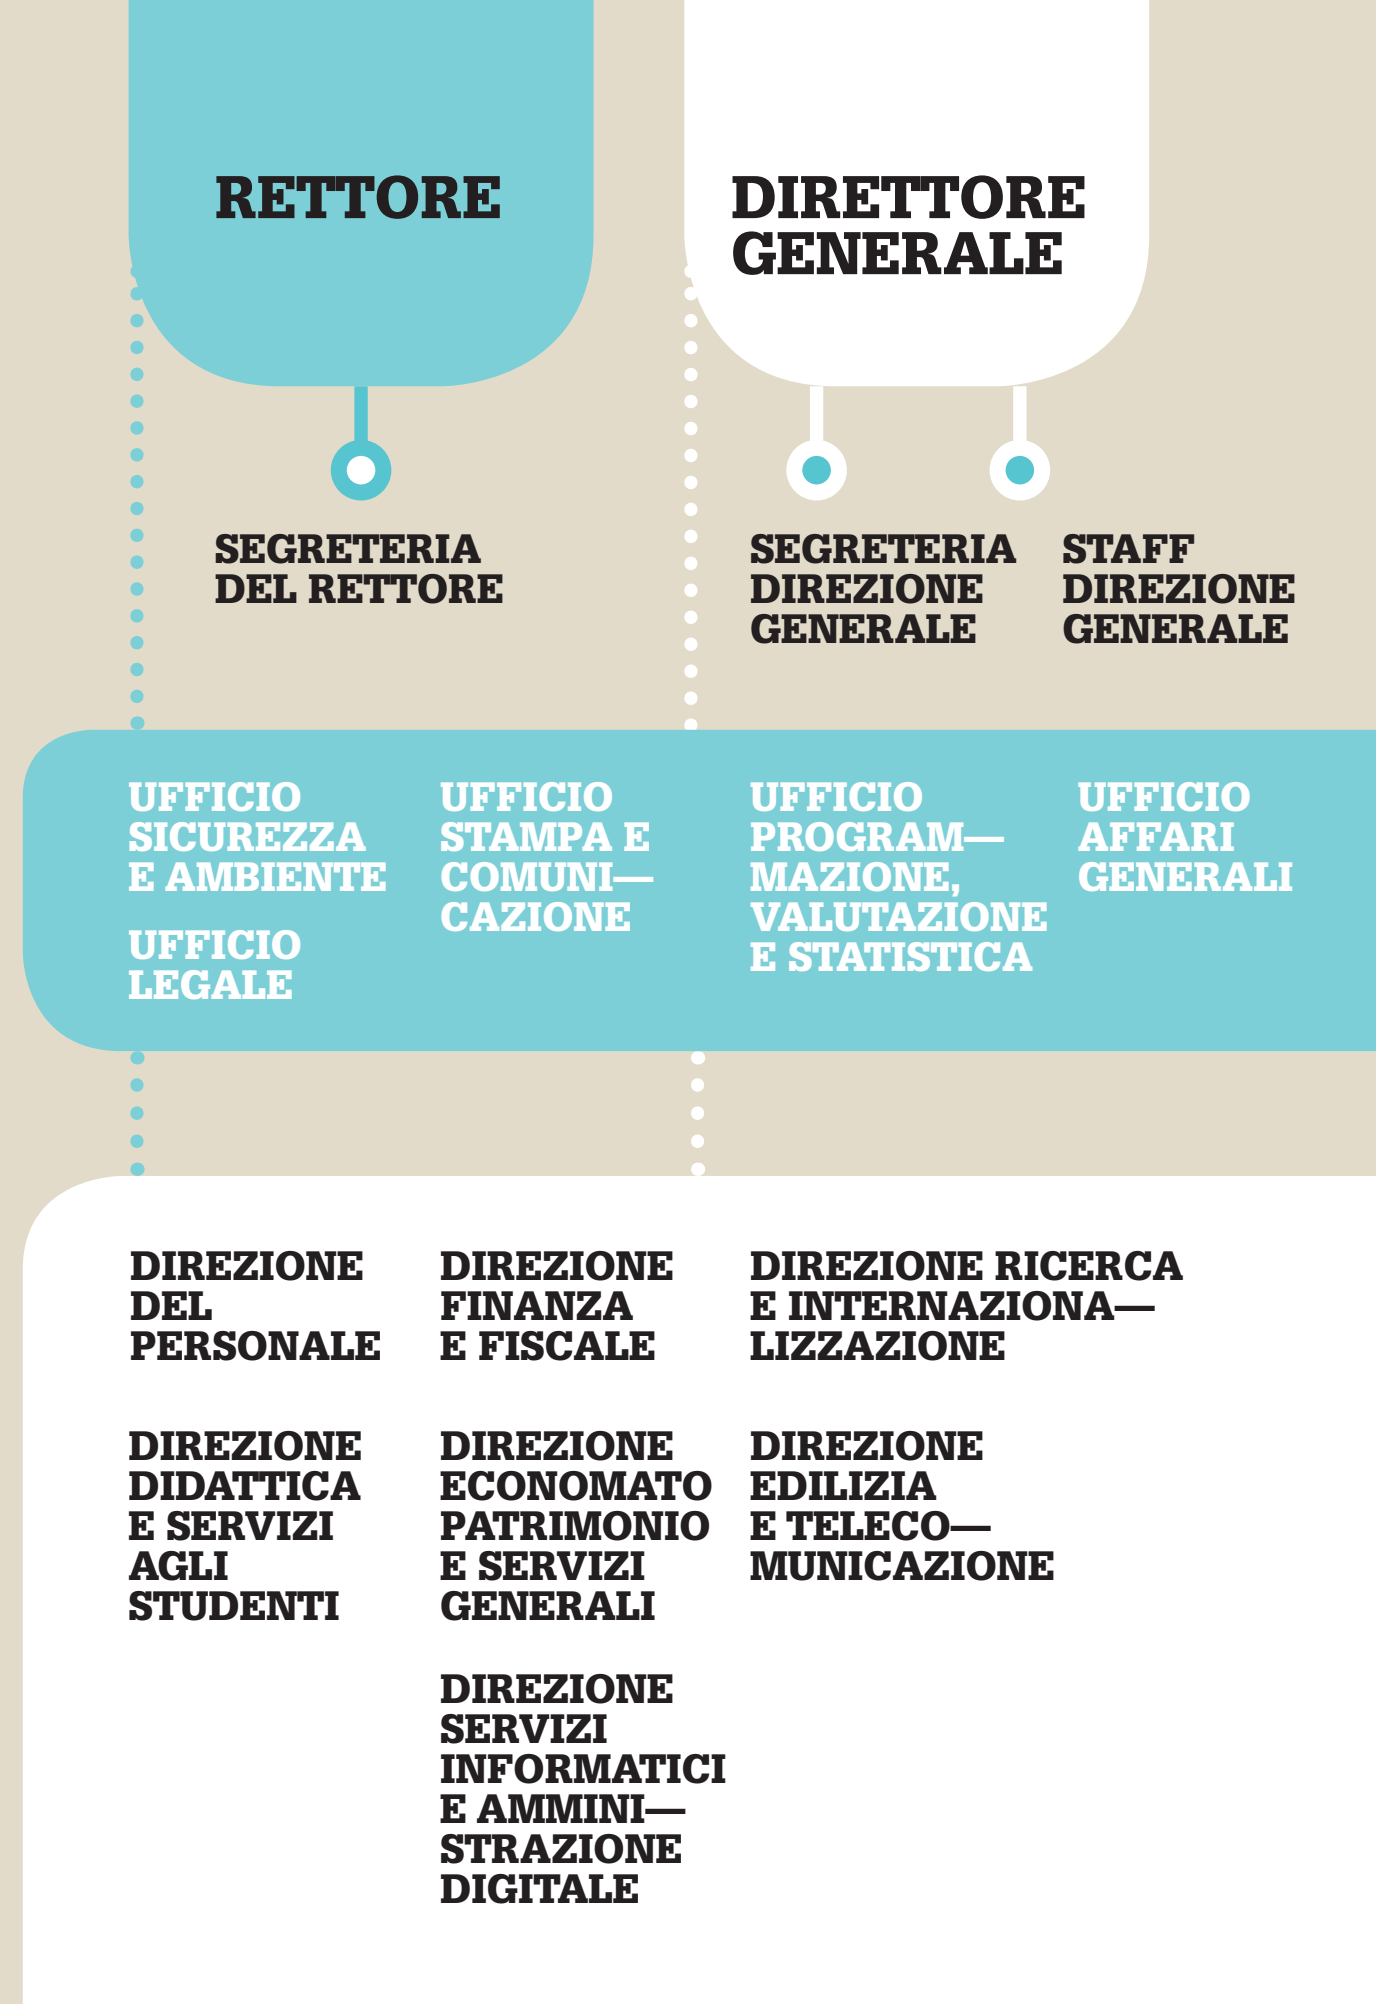 RETTORE
DIRETTORE
GENERALE
SEGRETERIA
DEL RETTORE
SEGRETERIA
DIREZIONE
GENERALE
STAFF
DIREZIONE
GENERALE
UFFICIO
SICUREZZA
E AMBIENTE
UFFICIO
LEGALE
UFFICIO
STAMPA E
COMUNI—
CAZIONE
UFFICIO
PROGRAM—
MAZIONE,
VALUTAZIONE
E STATISTICA
UFFICIO
AFFARI
GENERALI
DIREZIONE
DEL
PERSONALE
DIREZIONE
FINANZA
E FISCALE
DIREZIONE RICERCA
E INTERNAZIONA—
LIZZAZIONE
DIREZIONE
DIDATTICA
E SERVIZI
AGLI
STUDENTI
DIREZIONE
ECONOMATO
PATRIMONIO
E SERVIZI
GENERALI
DIREZIONE
EDILIZIA
E TELECO—
MUNICAZIONE
DIREZIONE
SERVIZI
INFORMATICI
E AMMINI—
STRAZIONE
DIGITALE